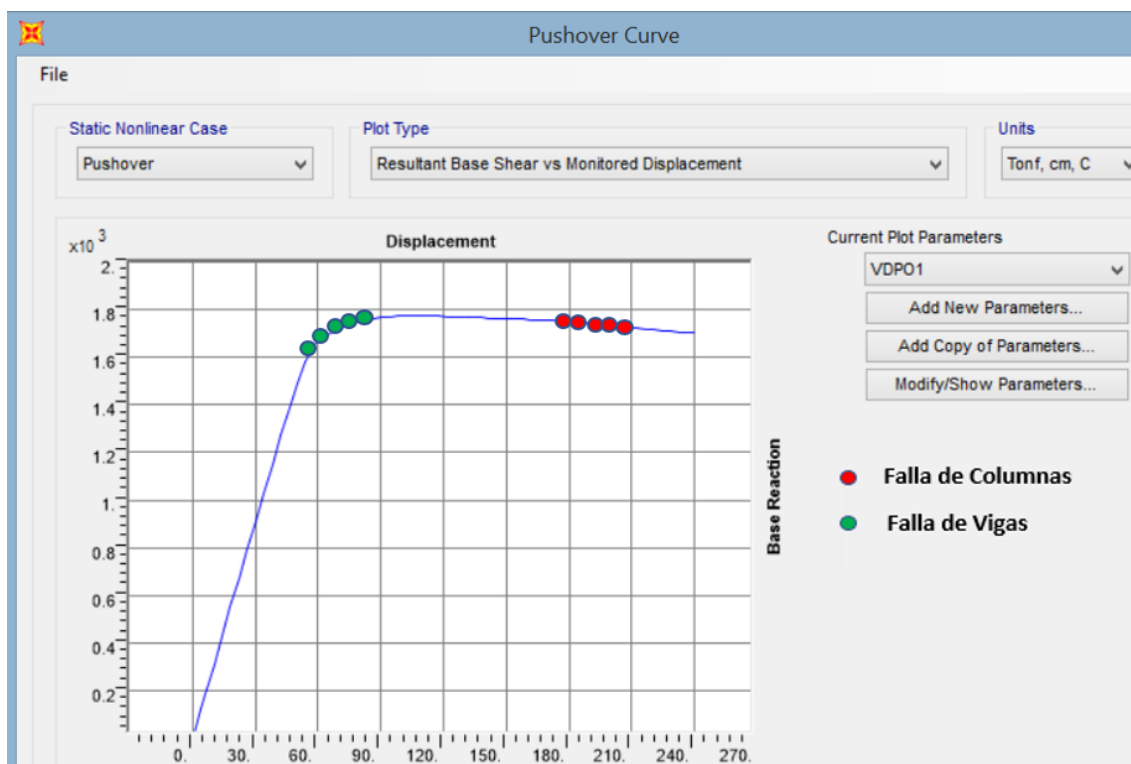 Pushover Curve
File
Static Nonlinear Case
Plot Type
Units
Pushover
Resultant Base Shear vs Monitored Displacement
Tonf, cm, C
x10 3
Displacement
Current Plot Parameters
VDPO1
Add New Parameters...
Add Copy of Parameters...
Modify/Show Parameters...
2.
1.8
1.6
1.4
1.2
1.
0.8
0.6
0.4
0.2
Base Reaction
Falla de Columnas
Falla de Vigas
0. 30. 60. 90. 120. 150. 180. 210. 240. 270.